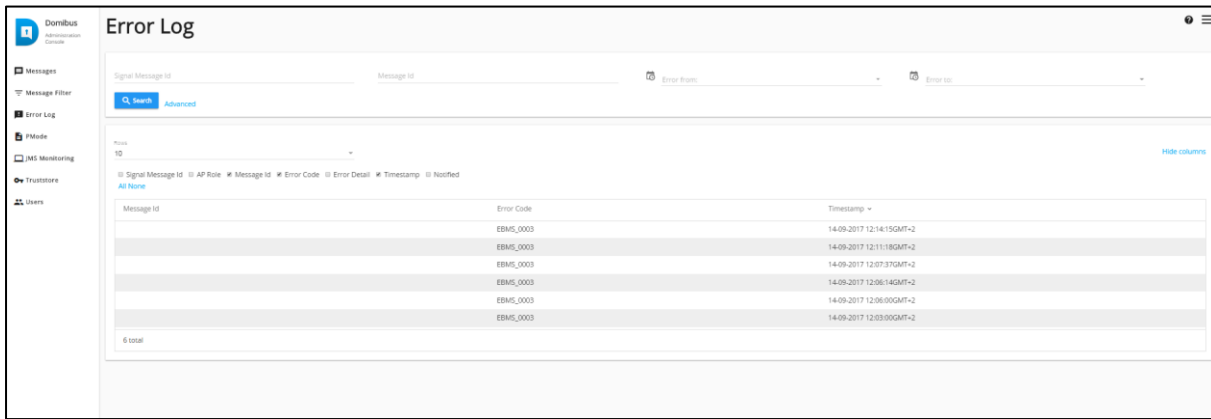 Domibus
Administration
Console
Error Log
Messages
Message Filter
Error Log
PMode
JMS Monitoring
Truststore
Users
Signal Message Id
Message Id
Error from:
Error to:
Search
Advanced
Rows
10
Hide columns
Signal Message Id AP Role Message Id Error Code Error Detail Timestamp Notified
All None
Message Id Error Code Timestamp
EBMS_0003 14-09-2017 12:14:15GMT+2
EBMS_0003 14-09-2017 12:11:18GMT+2
EBMS_0003 14-09-2017 12:07:37GMT+2
EBMS_0003 14-09-2017 12:06:14GMT+2
EBMS_0003 14-09-2017 12:06:00GMT+2
EBMS_0003 14-09-2017 12:03:00GMT+2
6 total